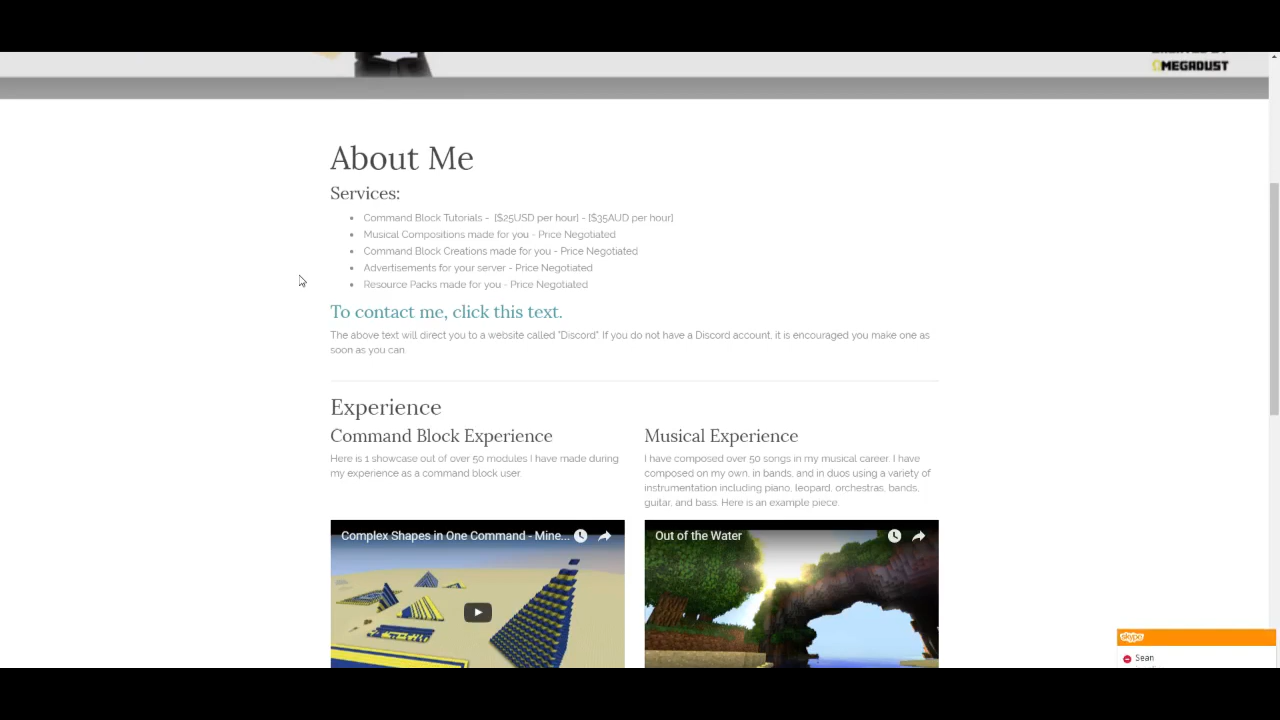 ΩMEGADUST
About Me
Services:
Command Block Tutorials - [$25USD per hour] - [$35AUD per hour]
Musical Compositions made for you - Price Negotiated
Command Block Creations made for you - Price Negotiated
Advertisements for your server - Price Negotiated
Resource Packs made for you - Price Negotiated
To contact me, click this text.
The above text will direct you to a website called "Discord". If you do not have a Discord account, it is encouraged you make one as
soon as you can
Experience
Command Block Experience
Here is 1 showcase out of over 50 modules I have made during
my experience as a command block user.
Musical Experience
I have composed over 50 songs in my musical career. I have
composed on my own, in bands, and in duos using a variety of
instrumentation including piano, leopard, orchestras, bands,
guitar, and bass. Here is an example piece.
Complex Shapes in One Command - Mine...
Out of the Water
skype
Sean